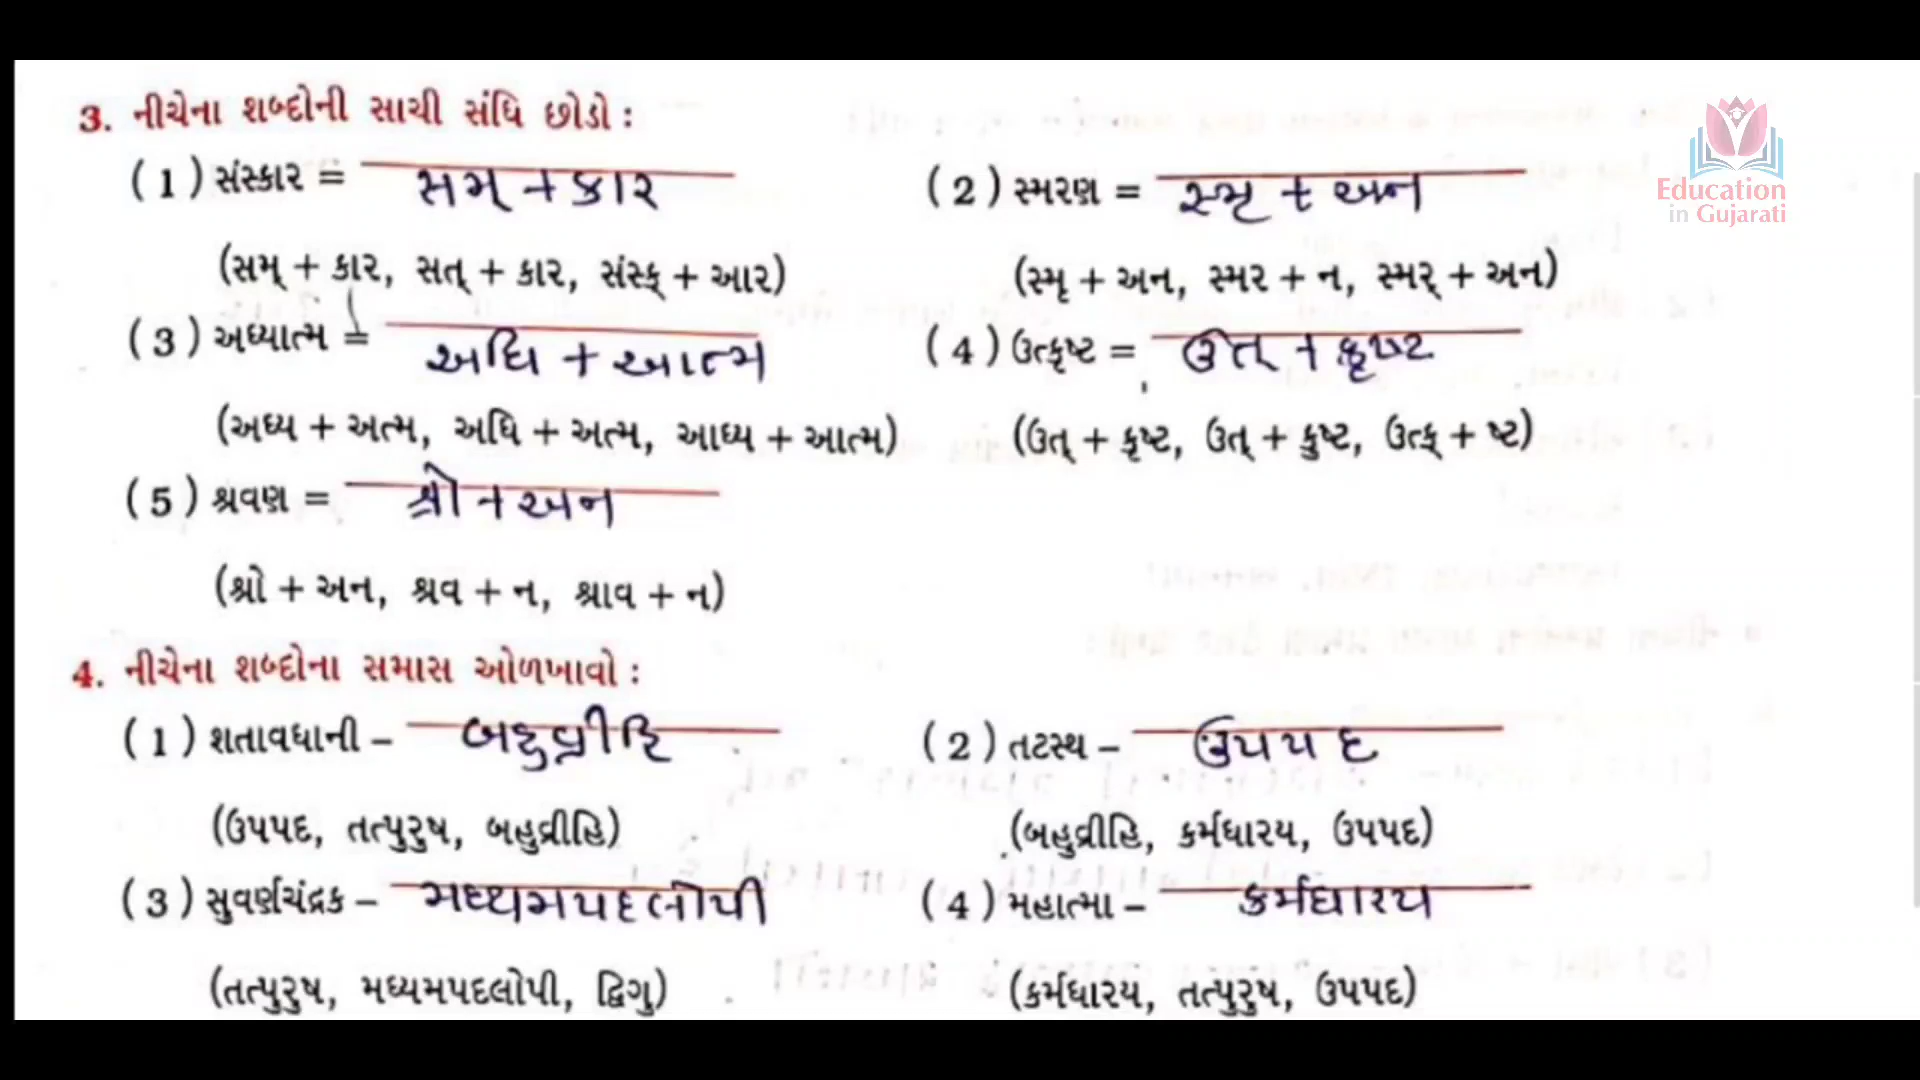 3. નીચેના શબ્દોની સાચી સંધિ છોડો :
(1) સંસ્કાર = સમ્ + કાર (2) સ્મરણ = સ્મૃ + અન
Education
in Gujarati
(સમ્ + કાર, સત્ + કાર, સંસ્ક્ + આર) (સ્મૃ + અન, સ્મર + ન, સ્મર્ + અન)
(3) અધ્યાત્મ = અધિ + આત્મ (4) ઉત્કૃષ્ટ = ઉત્ + કૃષ્ટ
(અધ્ય + અત્મ, અધિ + અત્મ, આધ્ય + આત્મ) (ઉત્ + કૃષ્ટ, ઉત્ + કુષ્ટ, ઉત્ક્ + ષ્ટ)
(5) શ્રવણ = શ્રો + અન
(શ્રો + અન, શ્રવ + ન, શ્રાવ + ન)
4. નીચેના શબ્દોના સમાસ ઓળખાવો :
(1) શતાવધાની – બહુવ્રીહિ (2) તટસ્થ – ઉપપદ
(ઉપપદ, તત્પુરુષ, બહુવ્રીહિ) (બહુવ્રીહિ, કર્મધારય, ઉપપદ)
(3) સુવર્ણચંદ્રક – મધ્યમપદલોપી (4) મહાત્મા – કર્મધારય
(તત્પુરુષ, મધ્યમપદલોપી, દ્વિગુ) (કર્મધારય, તત્પુરુષ, ઉપપદ)